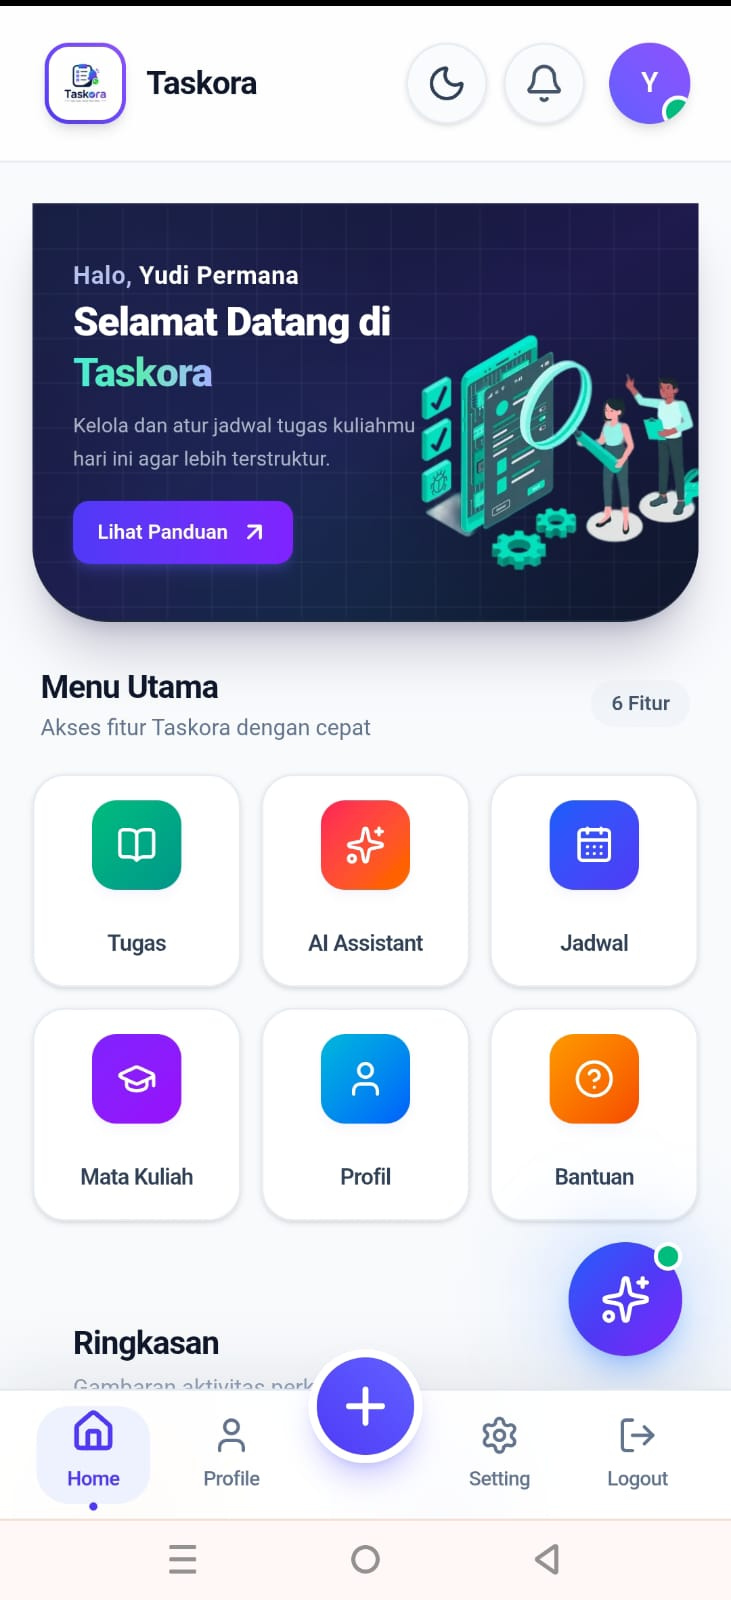 Taskora
Taskora
Y
Halo, Yudi Permana
Selamat Datang di
Taskora
Kelola dan atur jadwal tugas kuliahmu
hari ini agar lebih terstruktur.
Lihat Panduan
Menu Utama
Akses fitur Taskora dengan cepat
6 Fitur
Tugas
AI Assistant
Jadwal
Mata Kuliah
Profil
Bantuan
Ringkasan
Gambaran aktivitas
Home
Profile
Setting
Logout